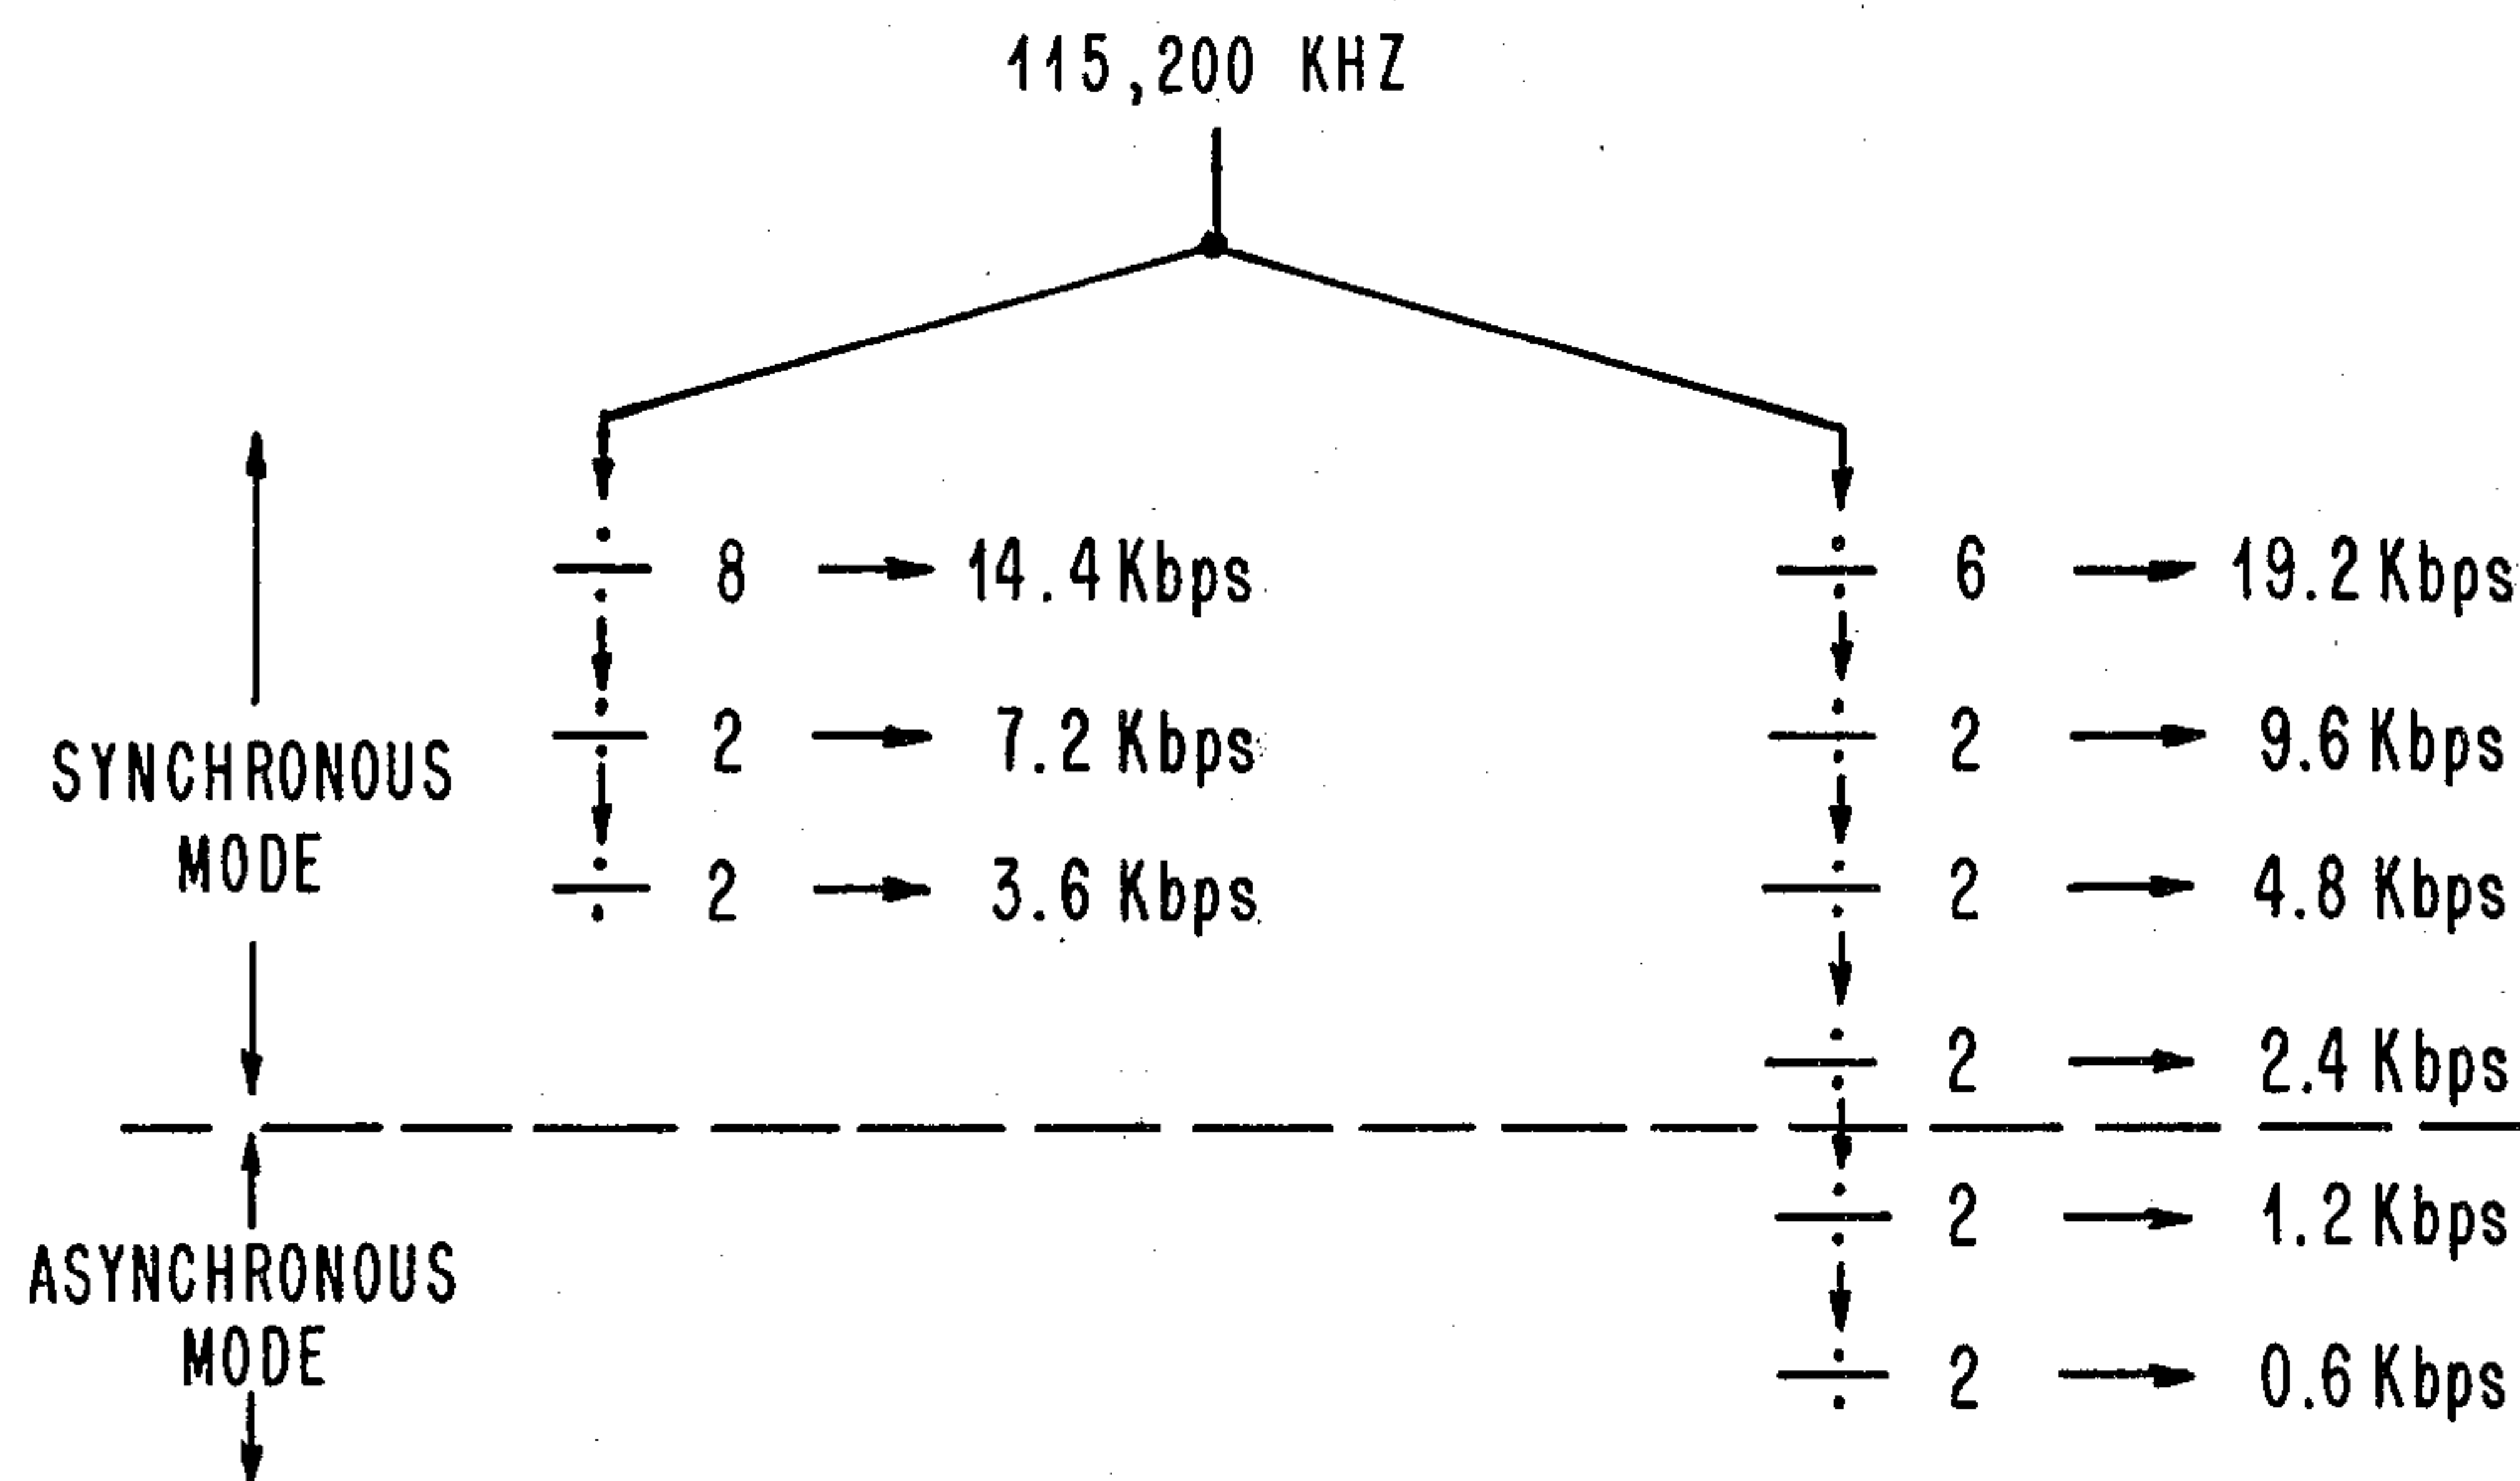 115,200 KHZ
÷ 8 → 14.4 Kbps
÷ 6 → 19.2 Kbps
÷ 2 → 7.2 Kbps
÷ 2 → 9.6 Kbps
SYNCHRONOUS
MODE
÷ 2 → 3.6 Kbps
÷ 2 → 4.8 Kbps
÷ 2 → 2.4 Kbps
÷ 2 → 1.2 Kbps
ASYNCHRONOUS
MODE
÷ 2 → 0.6 Kbps